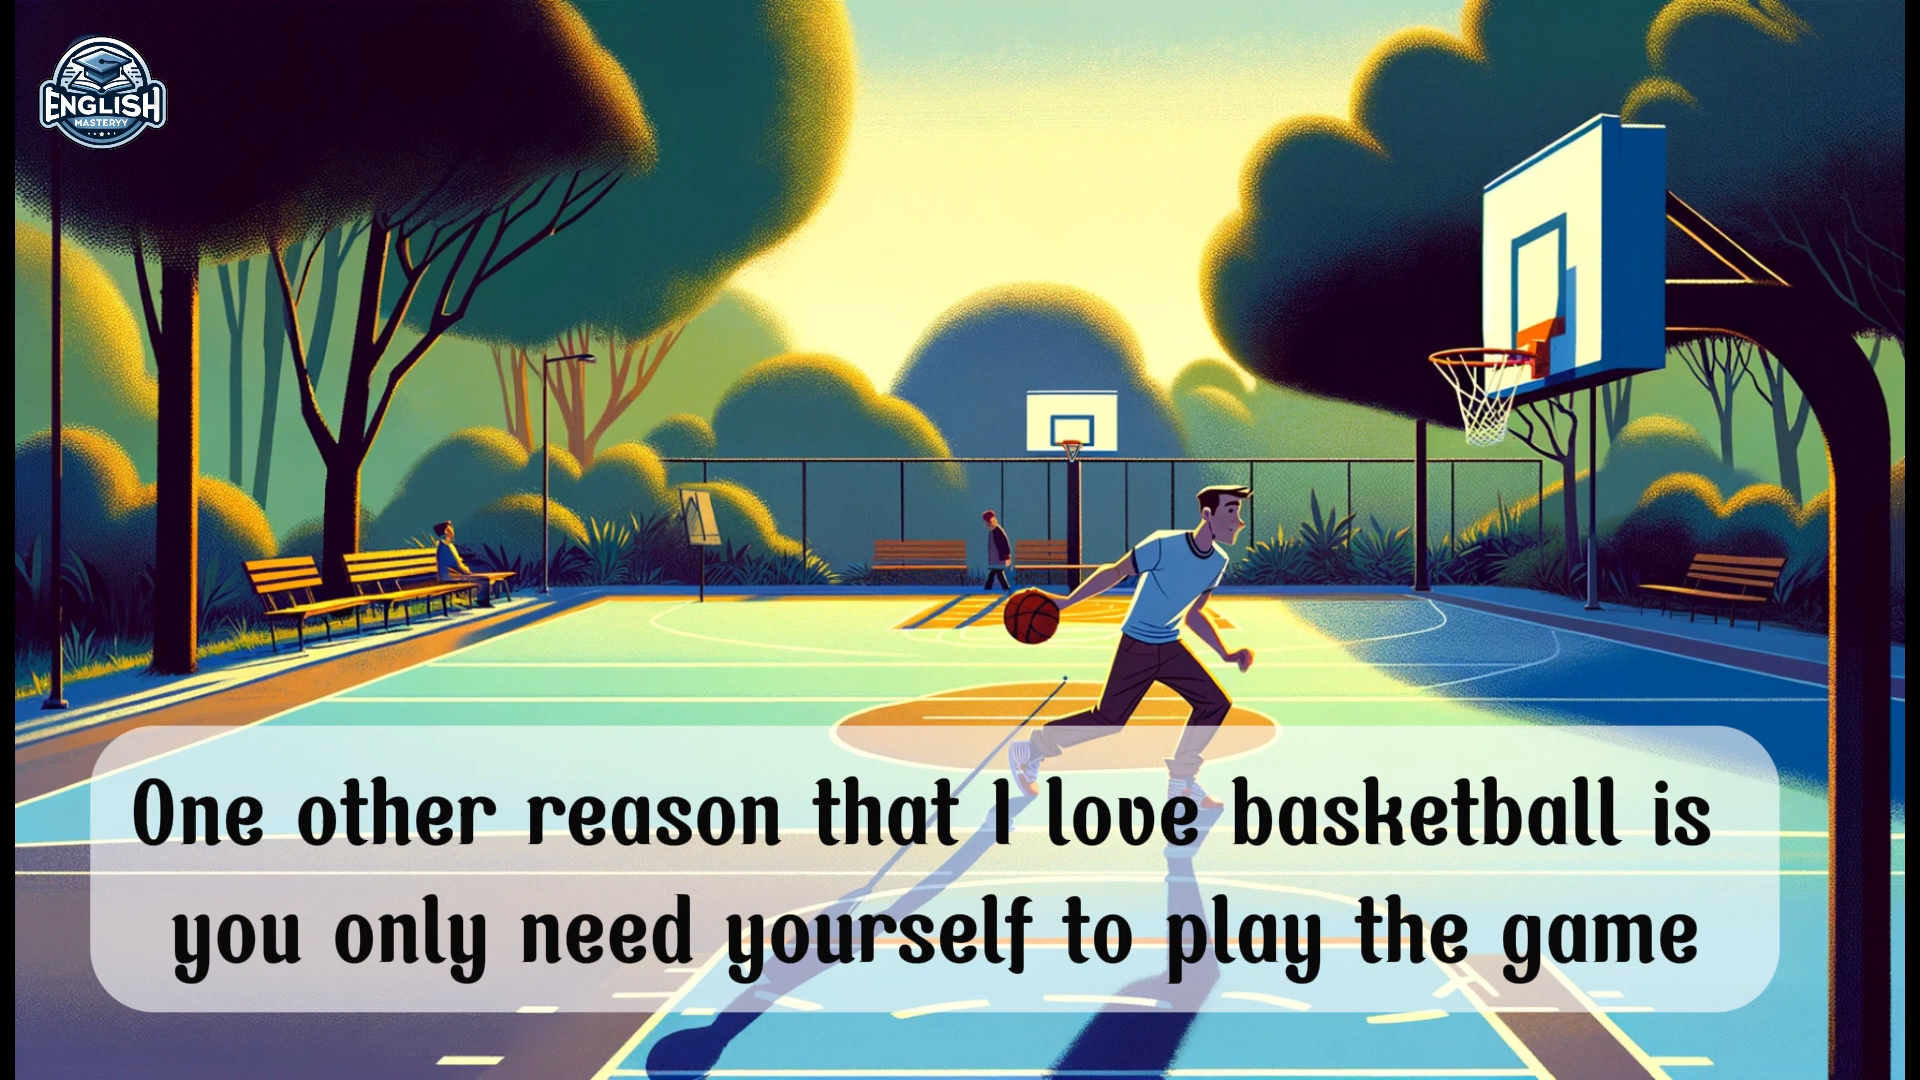 ENGLISH
MASTERYY
One other reason that I love basketball is
you only need yourself to play the game